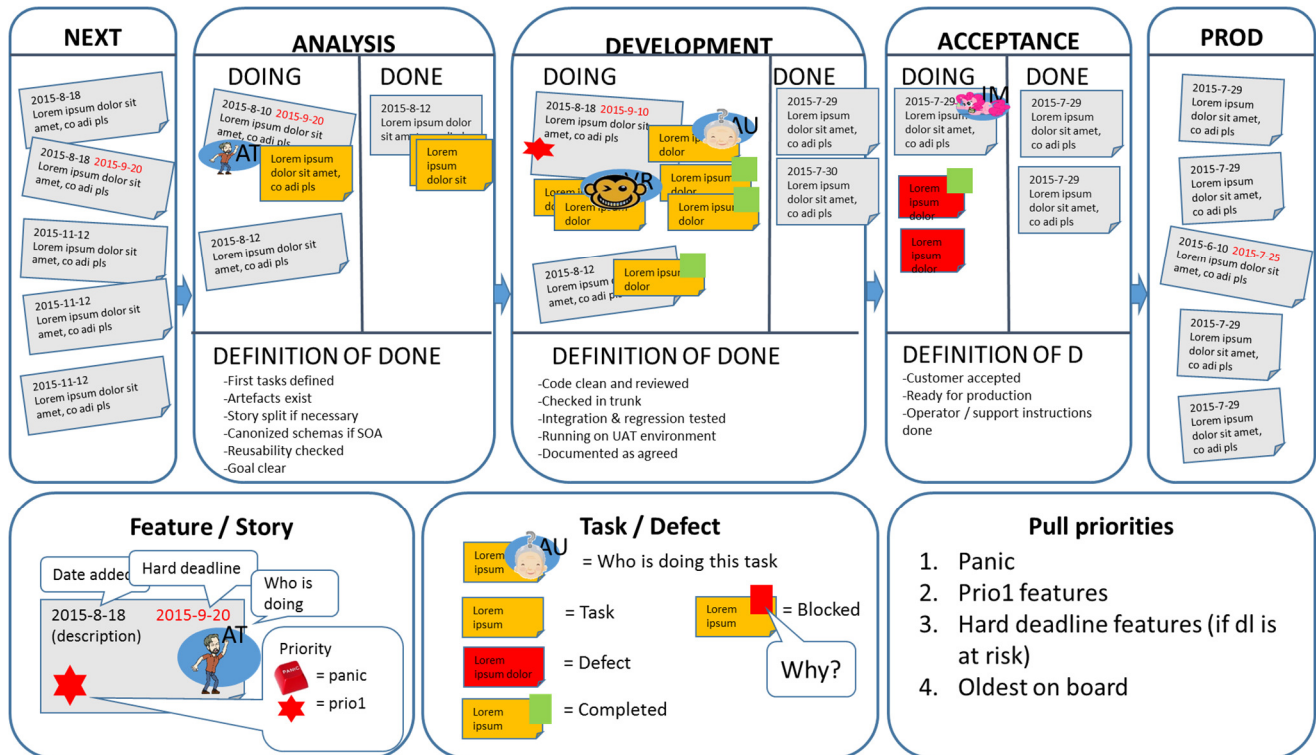 NEXT
2015-8-18
Lorem ipsum dolor sit
amet, co adi pls
2015-8-18 2015-9-20
Lorem ipsum dolor sit
amet, co adi pls
2015-11-12
Lorem ipsum dolor sit
amet, co adi pls
2015-11-12
Lorem ipsum dolor sit
amet, co adi pls
2015-11-12
Lorem ipsum dolor sit
amet, co adi pls
ANALYSIS
DOING
2015-8-10 2015-9-20
Lorem ipsum dolor sit
amet, co adi pls
AT
Lorem ipsum
dolor sit amet,
co adi pls
2015-8-12
Lorem ipsum dolor sit
amet, co adi pls
DONE
2015-8-12
Lorem ipsum dolor
sit
Lorem
ipsum
dolor sit
DEFINITION OF DONE
-First tasks defined
-Artefacts exist
-Story split if necessary
-Canonized schemas if SOA
-Reusability checked
-Goal clear
DEVELOPMENT
DOING
2015-8-18 2015-9-10
Lorem ipsum dolor sit
amet, co adi pls
Lorem
dolor
AU
Lorem ipsum
dolor
VR
Lorem ipsum
dolor
Lorem ipsum
dolor
2015-8-12
Lorem ipsum
amet, co adi pls
Lorem ipsum
dolor
DONE
2015-7-29
Lorem ipsum
dolor sit amet,
co adi pls
2015-7-30
Lorem ipsum
dolor sit amet,
co adi pls
DEFINITION OF DONE
-Code clean and reviewed
-Checked in trunk
-Integration & regression tested
-Running on UAT environment
-Documented as agreed
ACCEPTANCE
DOING
2015-7-29
IM
Lorem ipsum
dolor sit amet,
co adi pls
Lorem
ipsum
dolor
Lorem
ipsum
dolor
DONE
2015-7-29
Lorem ipsum
dolor sit amet,
co adi pls
2015-7-29
Lorem ipsum
dolor sit amet,
co adi pls
DEFINITION OF D
-Customer accepted
-Ready for production
-Operator / support instructions
done
PROD
2015-7-29
Lorem ipsum
dolor sit amet,
co adi pls
2015-7-29
Lorem ipsum
dolor sit amet,
co adi pls
2015-6-10 2015-7-25
Lorem ipsum dolor sit
amet, co adi pls
2015-7-29
Lorem ipsum
dolor sit amet,
co adi pls
2015-7-29
Lorem ipsum
dolor sit amet,
co adi pls
Feature / Story
Date added
Hard deadline
Who is
doing
2015-8-18 2015-9-20
(description)
AT
Priority
PANIC
= panic
= prio1
Task / Defect
Lorem
ipsum
AU
= Who is doing this task
Lorem
ipsum
= Task
Lorem
ipsum dolor
= Defect
Lorem
ipsum
= Completed
Lorem
ipsum
= Blocked
Why?
Pull priorities
1. Panic
2. Prio1 features
3. Hard deadline features (if dl is
at risk)
4. Oldest on board